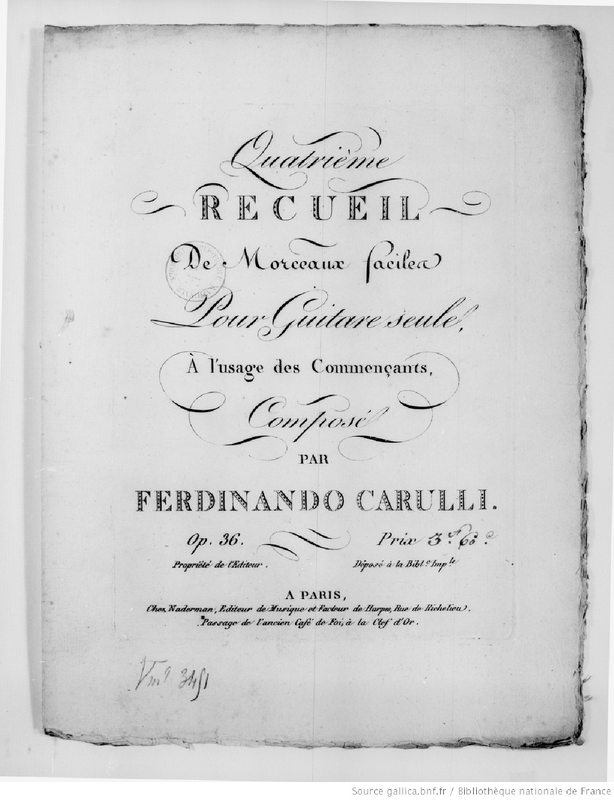 Quatrième
RECUEIL
De Morceaux faciles
Pour Guitare seule,
À l'usage des Commençants,
Composé
PAR
FERDINANDO CARULLI.
Op. 36. Prix 3.f 60.c
Propriété de l'Editeur. Déposé à la Bibl.e Imp.le
A PARIS,
Chez Naderman, Editeur de Musique et Facteur de Harpes, Rue de Richelieu,
Passage de l'ancien Café de Foi, à la Clef d'Or.
Vm9 3451
Source gallica.bnf.fr / Bibliothèque nationale de France